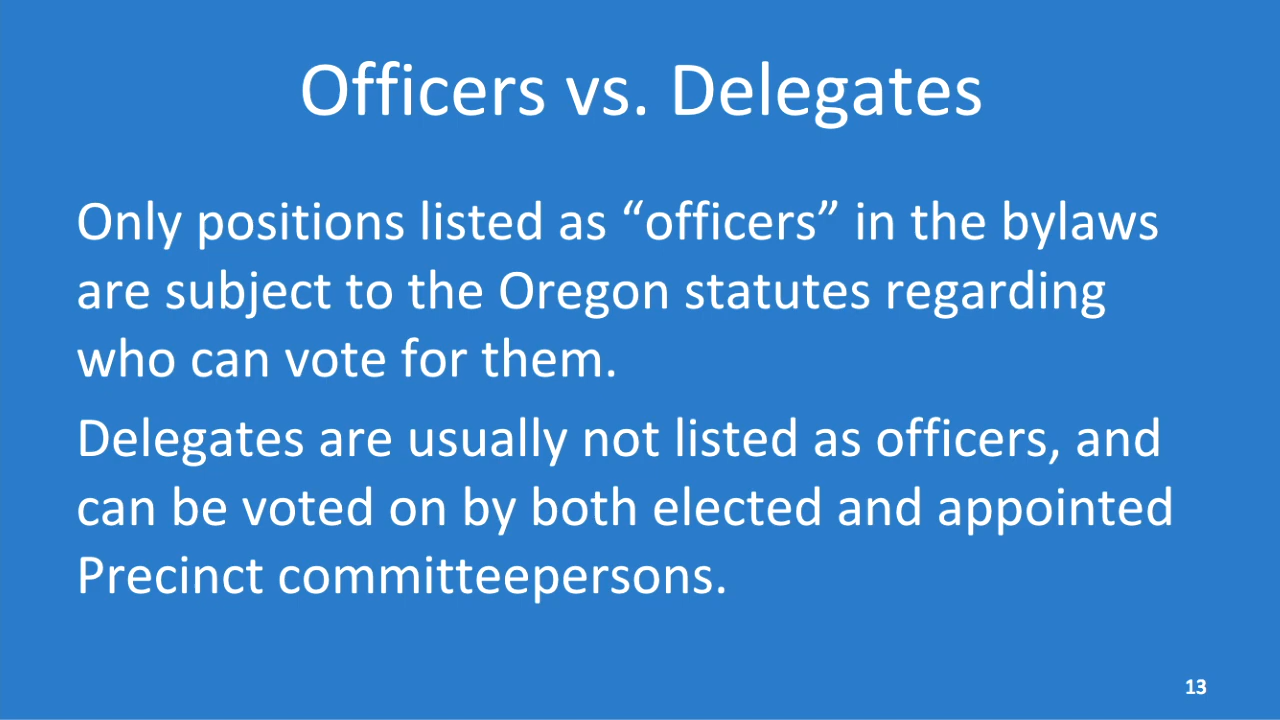 Officers vs. Delegates
Only positions listed as “officers” in the bylaws
are subject to the Oregon statutes regarding
who can vote for them.
Delegates are usually not listed as officers, and
can be voted on by both elected and appointed
Precinct committeepersons.
13